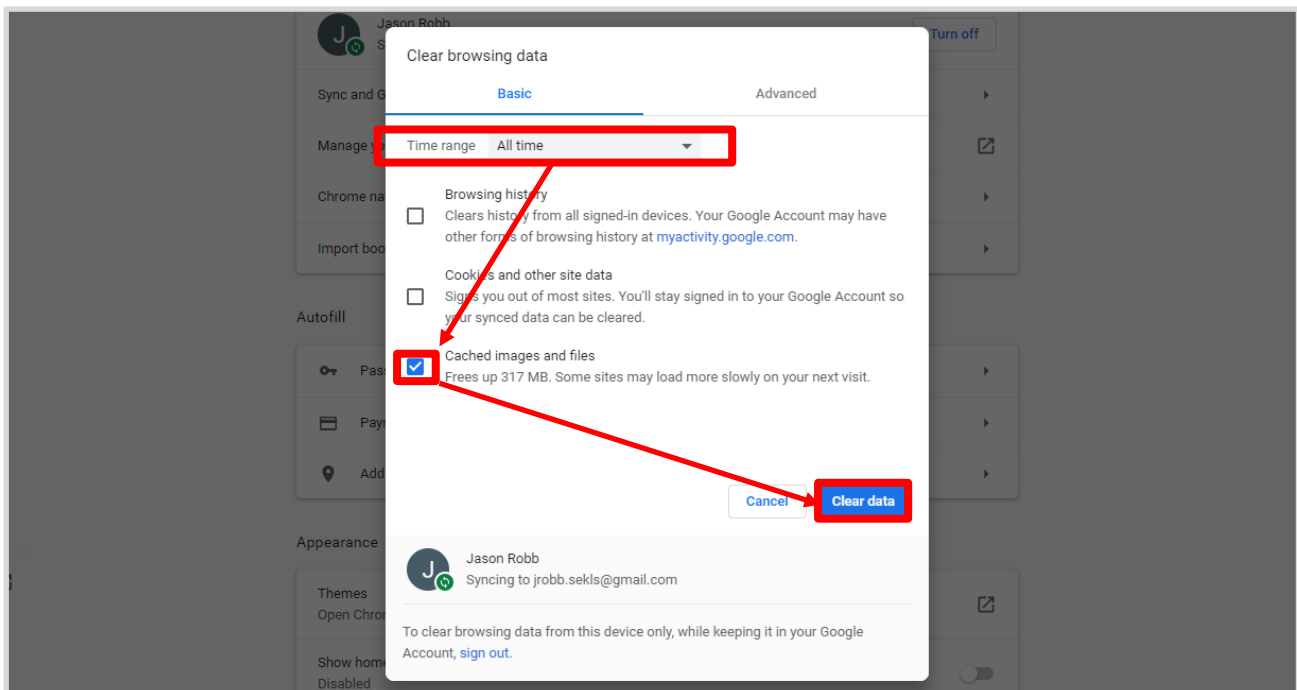 Jason Robb
S
Turn off
Clear browsing data
Basic
Advanced
Sync and G
Time range All time
Manage yo
Browsing history
Clears history from all signed-in devices. Your Google Account may have
other forms of browsing history at myactivity.google.com.
Chrome na
Import boo
Cookies and other site data
Signs you out of most sites. You'll stay signed in to your Google Account so
your synced data can be cleared.
Autofill
Cached images and files
Frees up 317 MB. Some sites may load more slowly on your next visit.
Pas
Payn
Add
Cancel
Clear data
Appearance
J
Jason Robb
Syncing to jrobb.sekls@gmail.com
Themes
Open Chro
To clear browsing data from this device only, while keeping it in your Google
Account, sign out.
Show home
Disabled